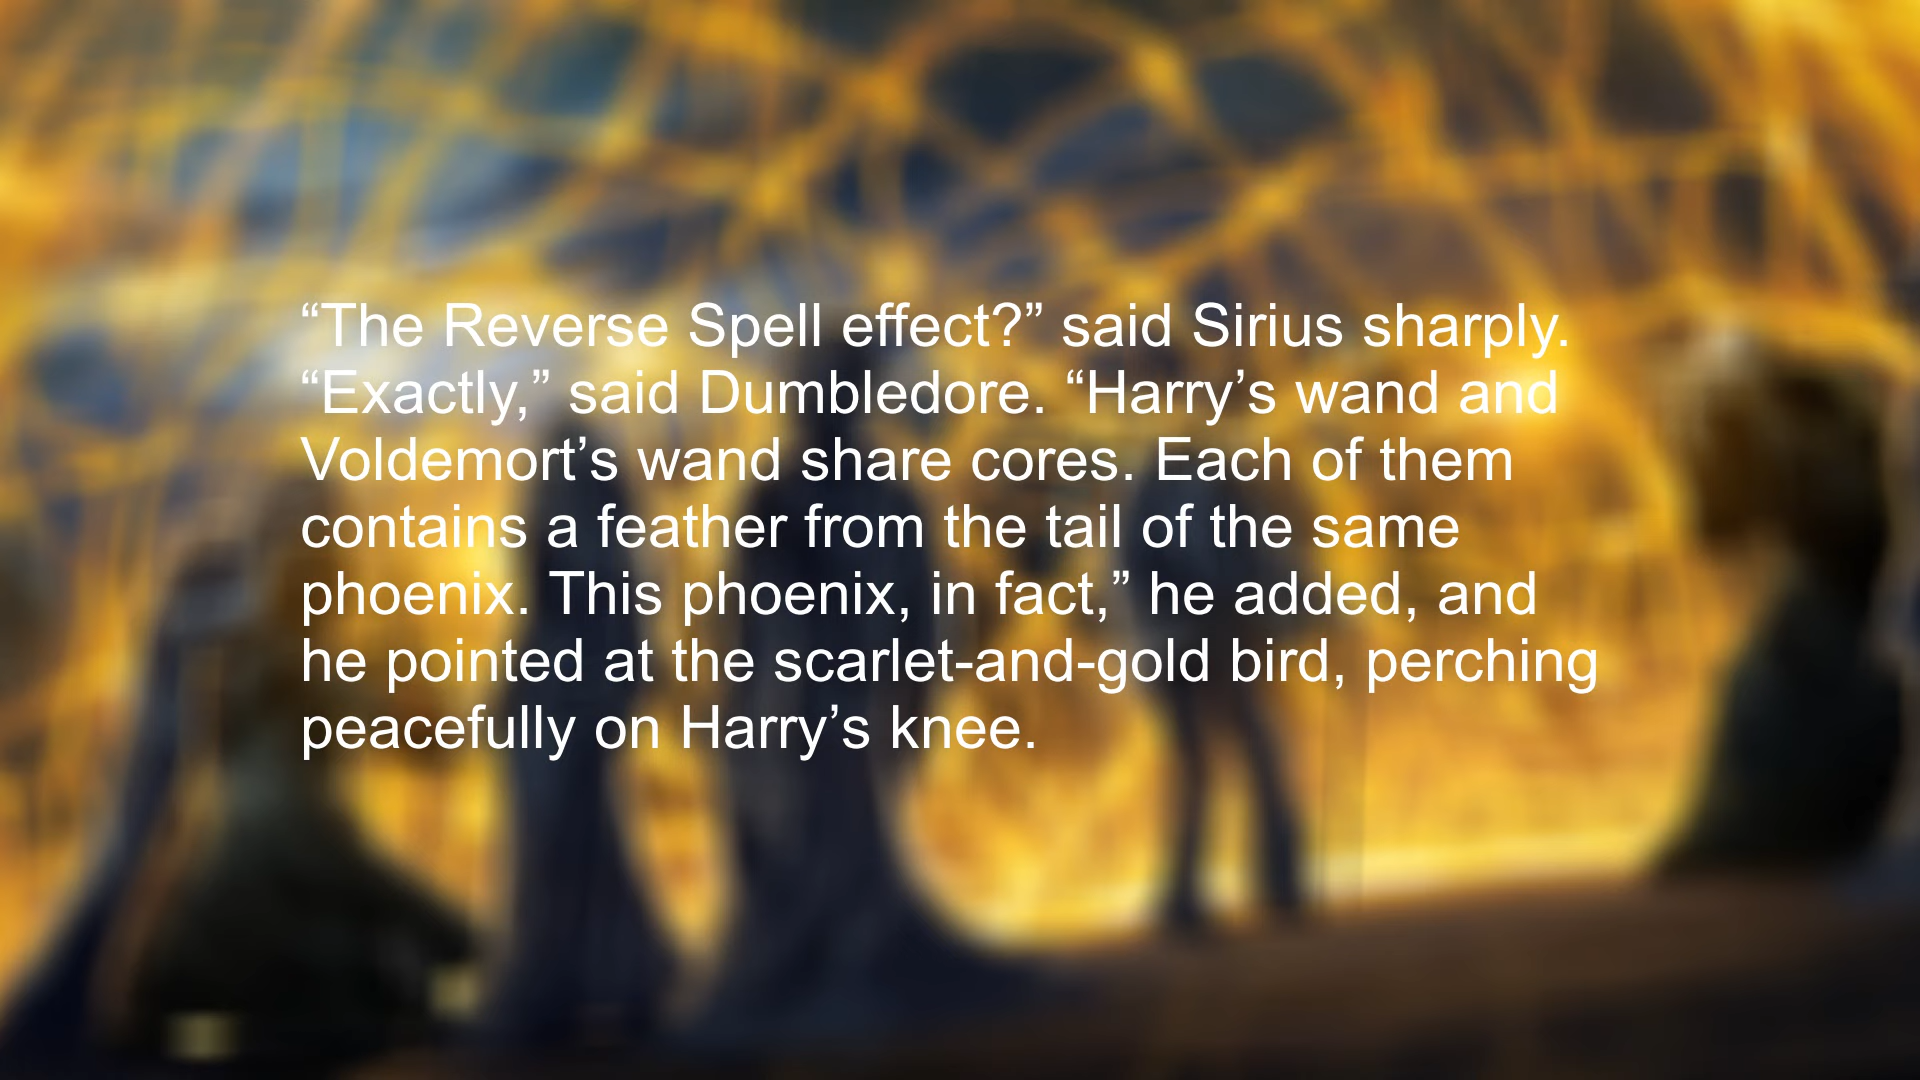 “The Reverse Spell effect?” said Sirius sharply.
“Exactly,” said Dumbledore. “Harry’s wand and
Voldemort’s wand share cores. Each of them
contains a feather from the tail of the same
phoenix. This phoenix, in fact,” he added, and
he pointed at the scarlet-and-gold bird, perching
peacefully on Harry’s knee.